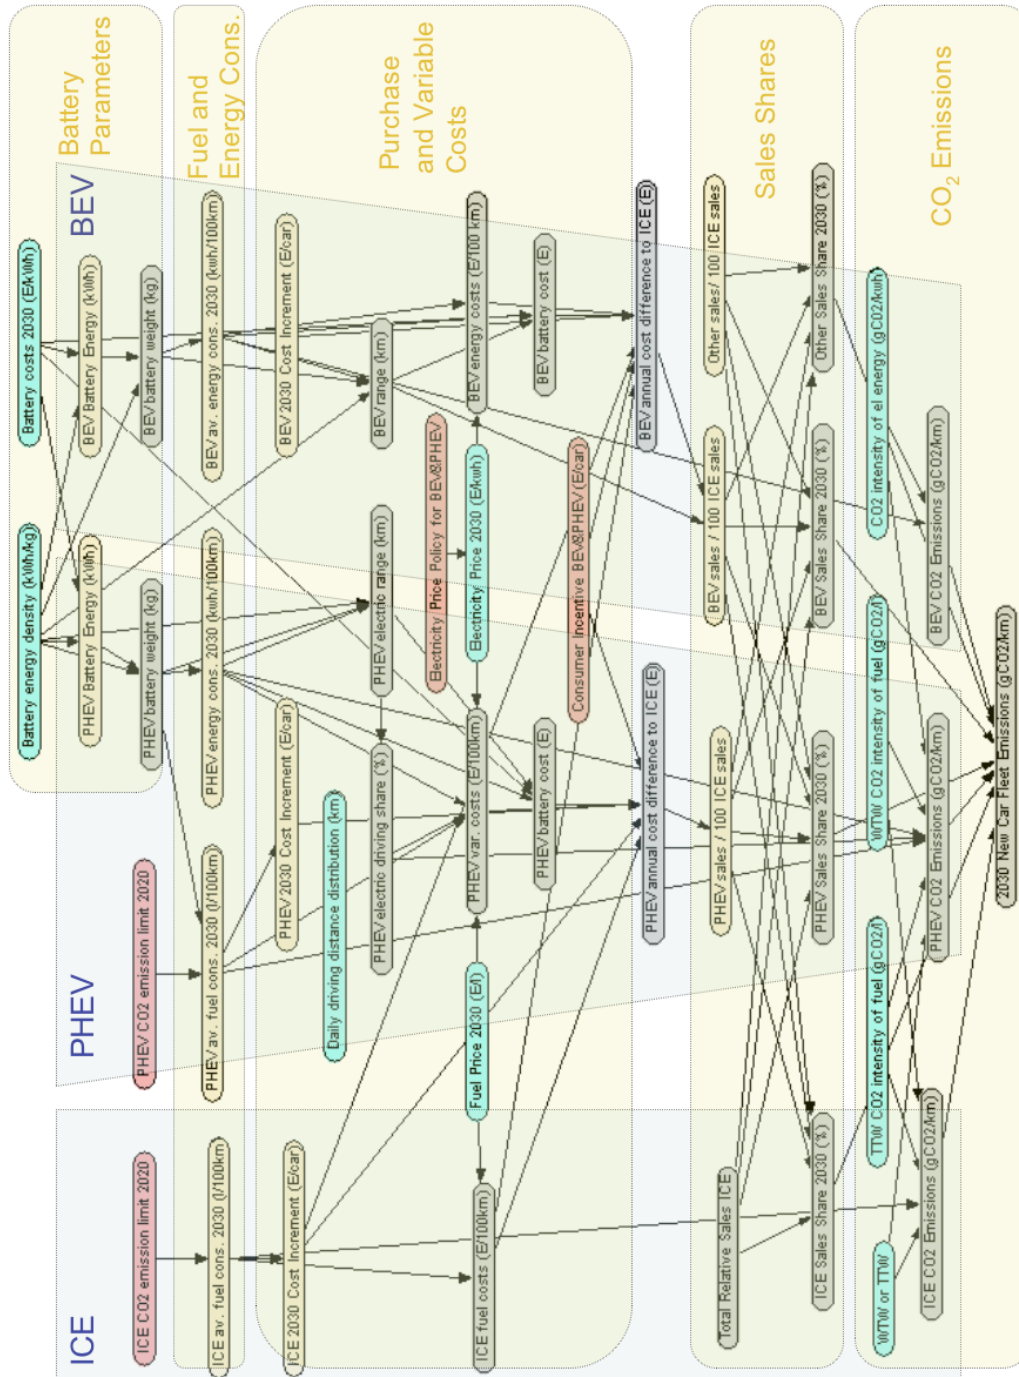 Battery
Parameters
Fuel and
Energy Cons.
Purchase
and Variable
Costs
Sales Shares
CO₂ Emissions
BEV
PHEV
ICE
Battery costs 2030 (E/kWh)
Battery energy density (kWh/kg)
BEV Battery Energy (kWh)
PHEV Battery Energy (kWh)
BEV battery weight (kg)
PHEV battery weight (kg)
PHEV CO2 emission limit 2020
ICE CO2 emission limit 2020
BEV av. energy cons. 2030 (kwh/100km)
PHEV energy cons. 2030 (kwh/100km)
PHEV av. fuel cons. 2030 (l/100km)
ICE av. fuel cons. 2030 (l/100km)
BEV 2030 Cost Increment (E/car)
PHEV 2030 Cost Increment (E/car)
ICE 2030 Cost Increment (E/car)
Daily driving distance distribution (km
BEV range (km)
PHEV electric range (km)
PHEV electric driving share (%)
Electricity Price Policy for BEV&PHEV
BEV energy costs (E/100 km)
Electricity Price 2030 (E/kwh)
PHEV var. costs E/100km)
Fuel Price 2030 (E/l)
ICE fuel costs (E/100km)
BEV battery cost (E)
PHEV battery cost (E)
Consumer Incentive BEV&PHEV (E/car)
BEV annual cost difference to ICE (E)
PHEV annual cost difference to ICE (E)
Other sales/ 100 ICE sales
BEV sales / 100 ICE sales
PHEV sales / 100 ICE sales
Total Relative Sales ICE
Other Sales Share 2030 (%)
BEV Sales Share 2030 (%)
PHEV Sales Share 2030 (%)
ICE Sales Share 2030 (%)
CO2 intensity of el energy (gCO2/kwh)
WTW CO2 intensity of fuel (gCO2/l
TTW CO2 intensity of fuel (gCO2/l
WTW or TTW
BEV CO2 Emissions (gCO2/km)
PHEV CO2 Emissions (gCO2/km)
ICE CO2 Emissions (gCO2/km)
2030 New Car Fleet Emissions (gCO2/km)